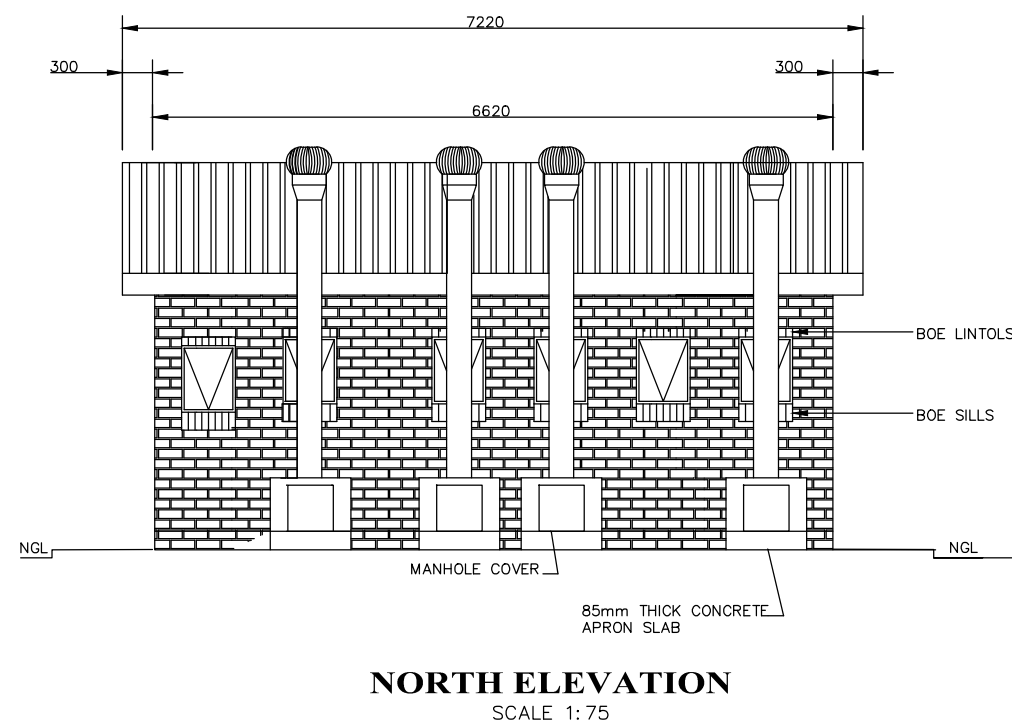 7220
300
300
6620
BOE LINTOLS
BOE SILLS
NGL
NGL
MANHOLE COVER
85mm THICK CONCRETE
APRON SLAB
NORTH ELEVATION
SCALE 1:75